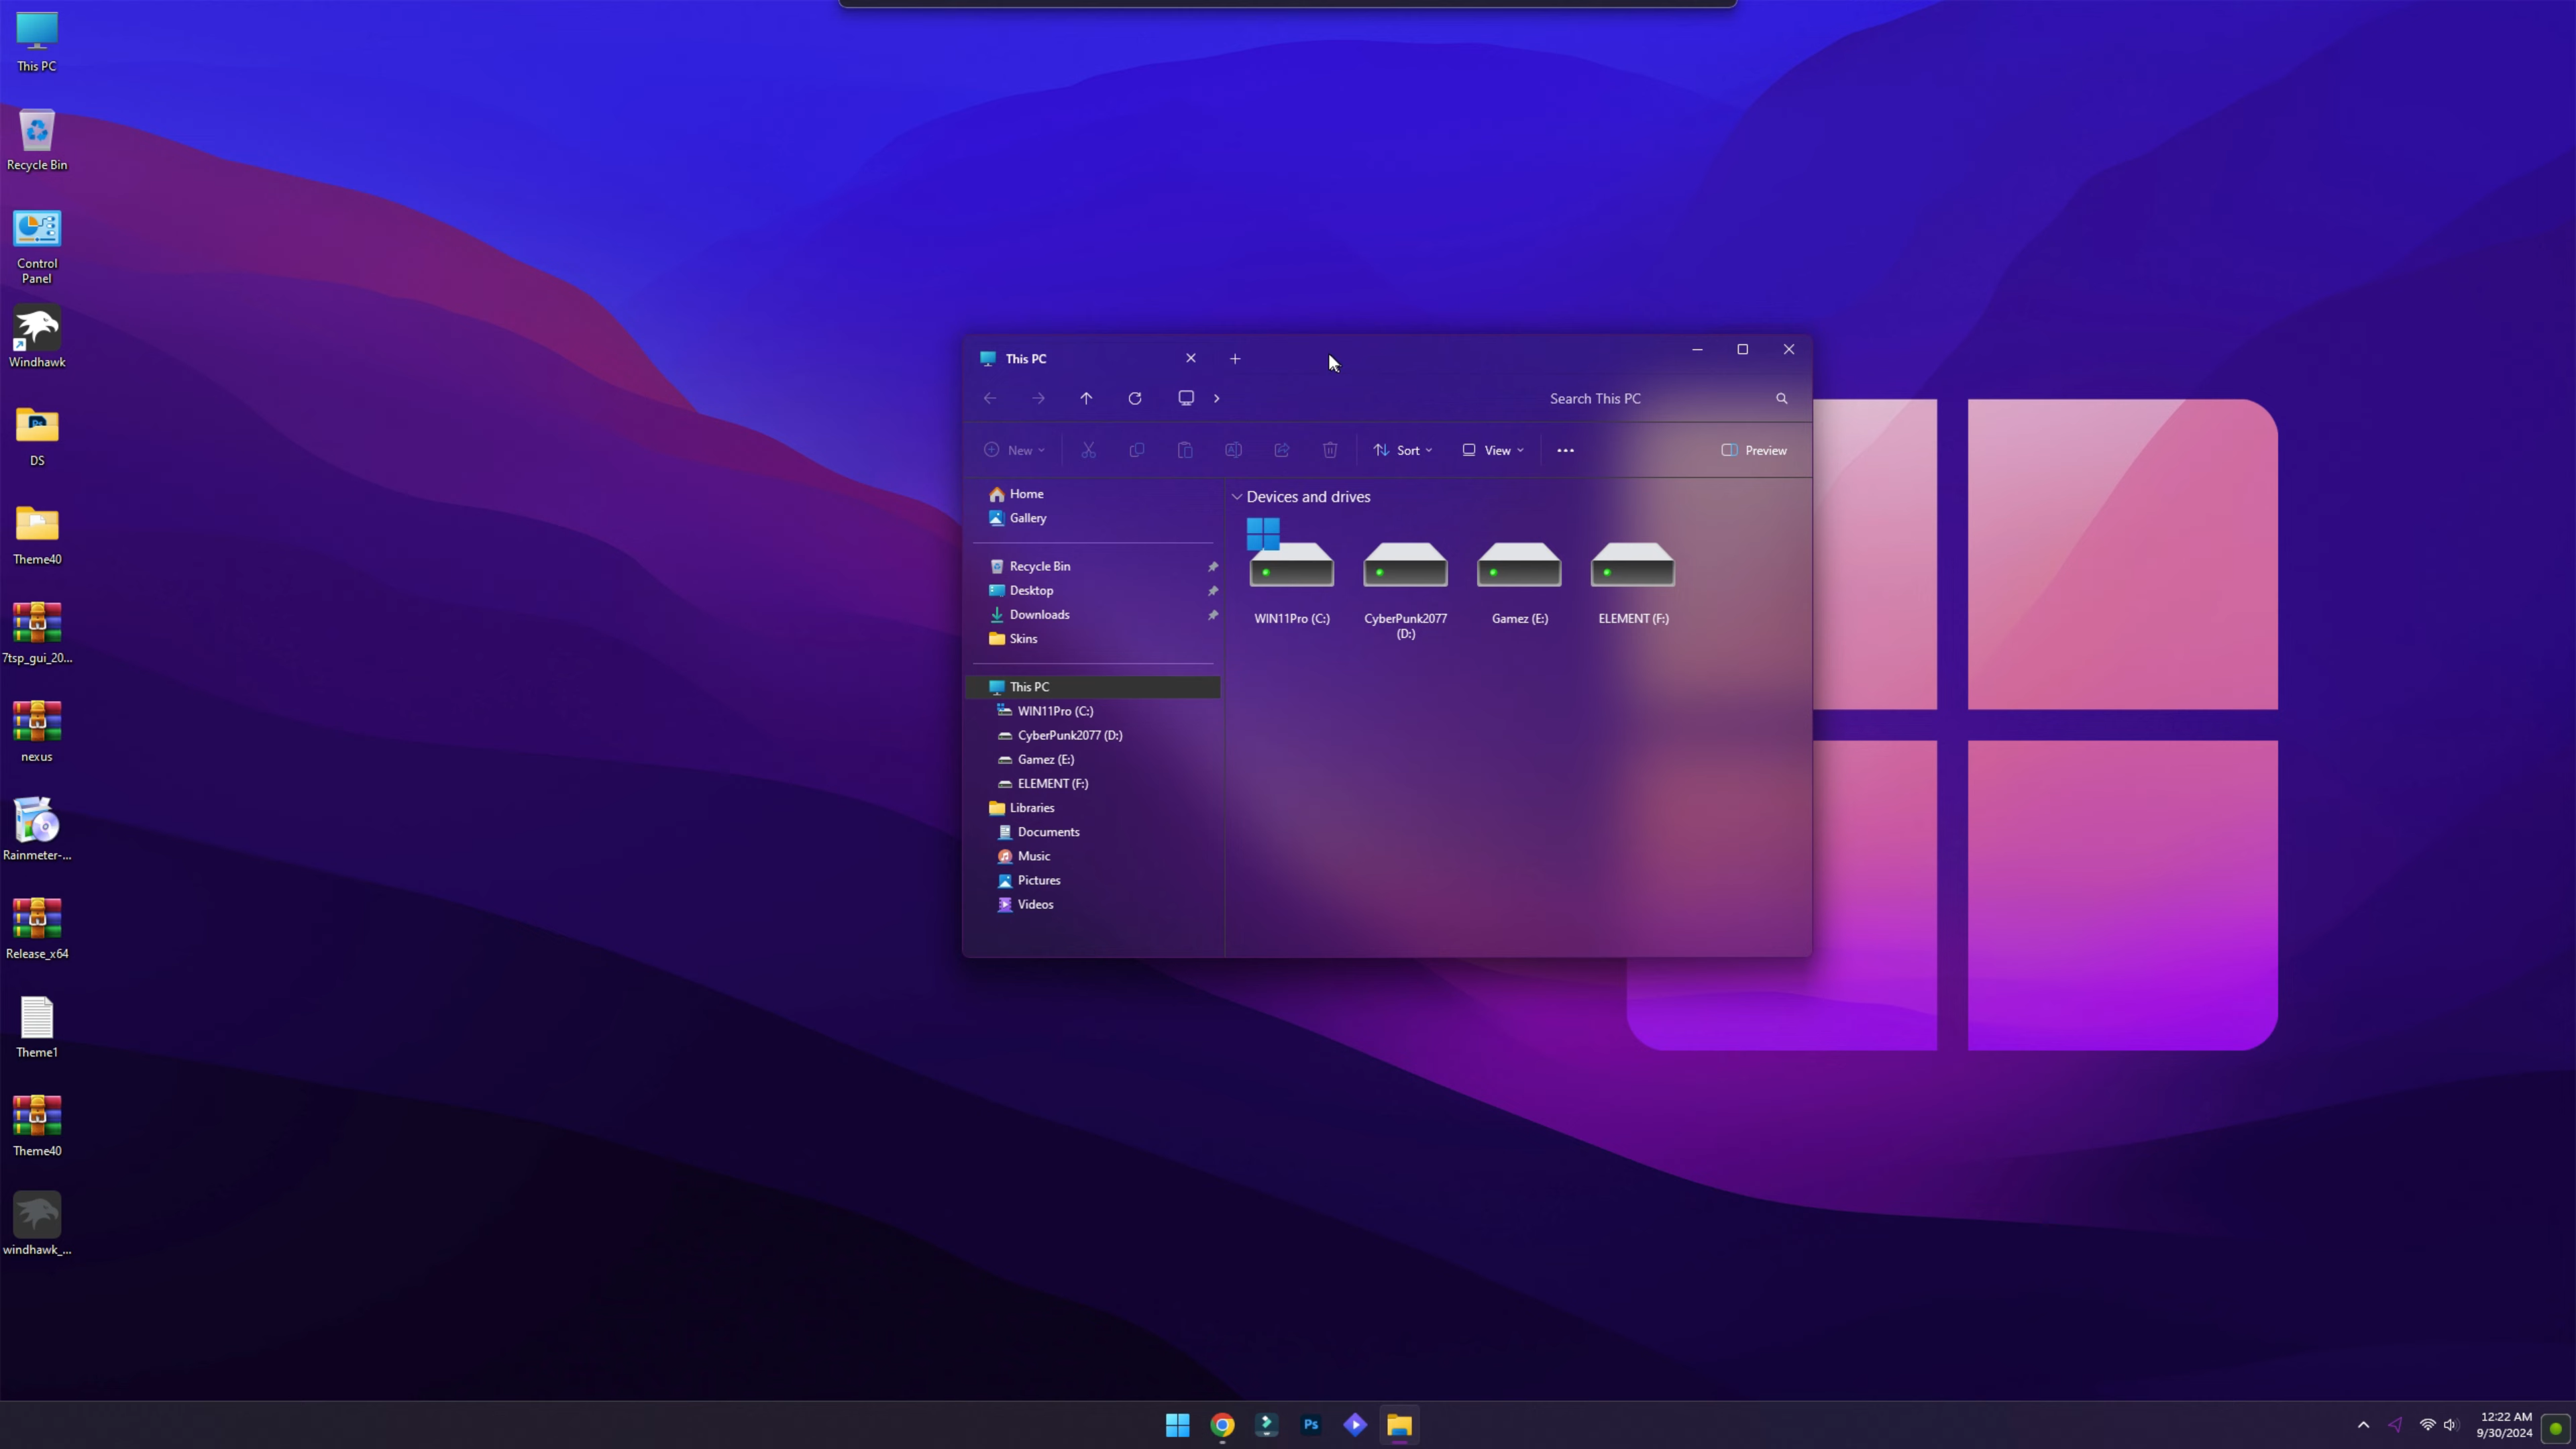 This PC
Recycle Bin
Control
Panel
Windhawk
DS
Theme40
7tsp_gui_20...
nexus
Rainmeter-...
Release_x64
Theme1
Theme40
windhawk_...
This PC
Search This PC
New
Sort
View
Preview
Home
Gallery
Recycle Bin
Desktop
Downloads
Skins
This PC
WIN11Pro (C:)
CyberPunk2077 (D:)
Gamez (E:)
ELEMENT (F:)
Libraries
Documents
Music
Pictures
Videos
Devices and drives
WIN11Pro (C:)
CyberPunk2077
(D:)
Gamez (E:)
ELEMENT (F:)
Ps
12:22 AM
9/30/2024